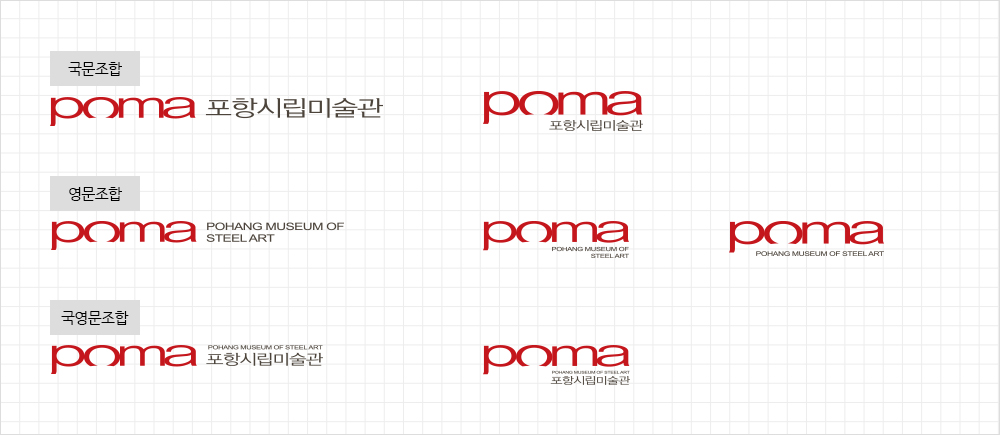 국문조합
poma 포항시립미술관
poma
포항시립미술관
영문조합
poma POHANG MUSEUM OF
STEEL ART
poma
POHANG MUSEUM OF
STEEL ART
poma
POHANG MUSEUM OF STEEL ART
국영문조합
poma POHANG MUSEUM OF STEEL ART
포항시립미술관
poma
POHANG MUSEUM OF STEEL ART
포항시립미술관